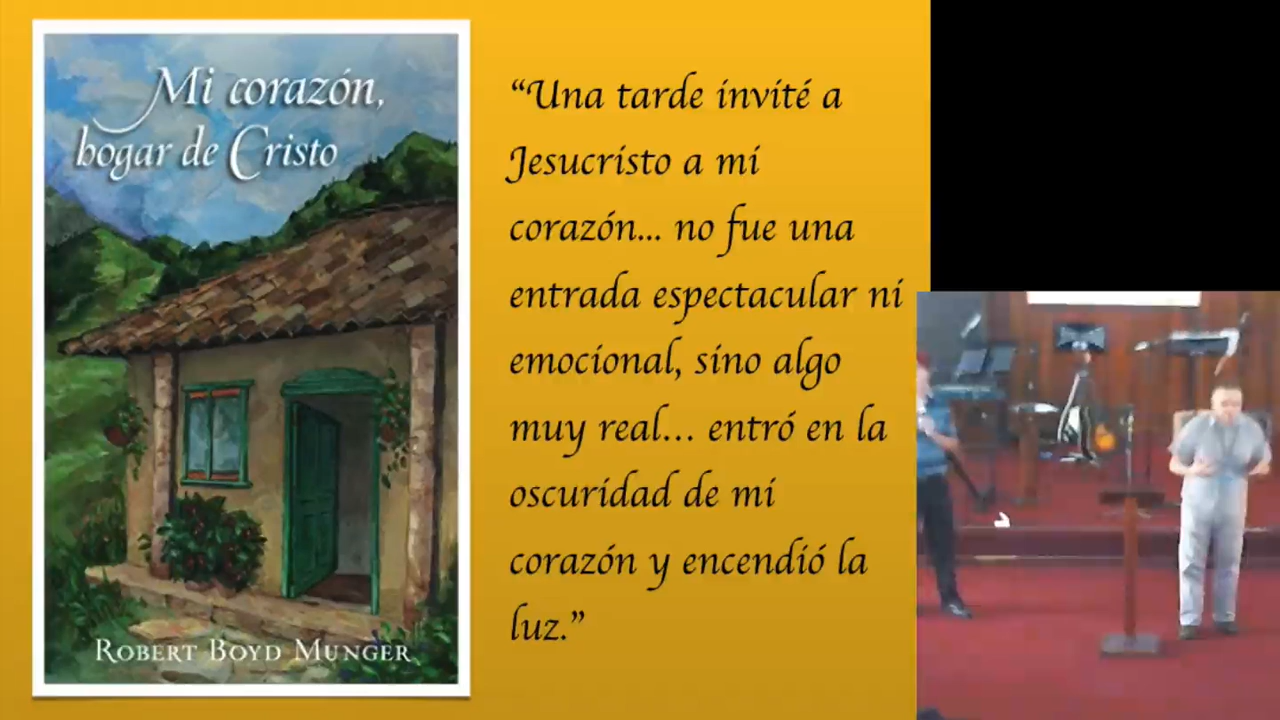 Mi corazón,
hogar de Cristo
ROBERT BOYD MUNGER
“Una tarde invité a
Jesucristo a mi
corazón... no fue una
entrada espectacular ni
emocional, sino algo
muy real... entró en la
oscuridad de mi
corazón y encendió la
luz.”